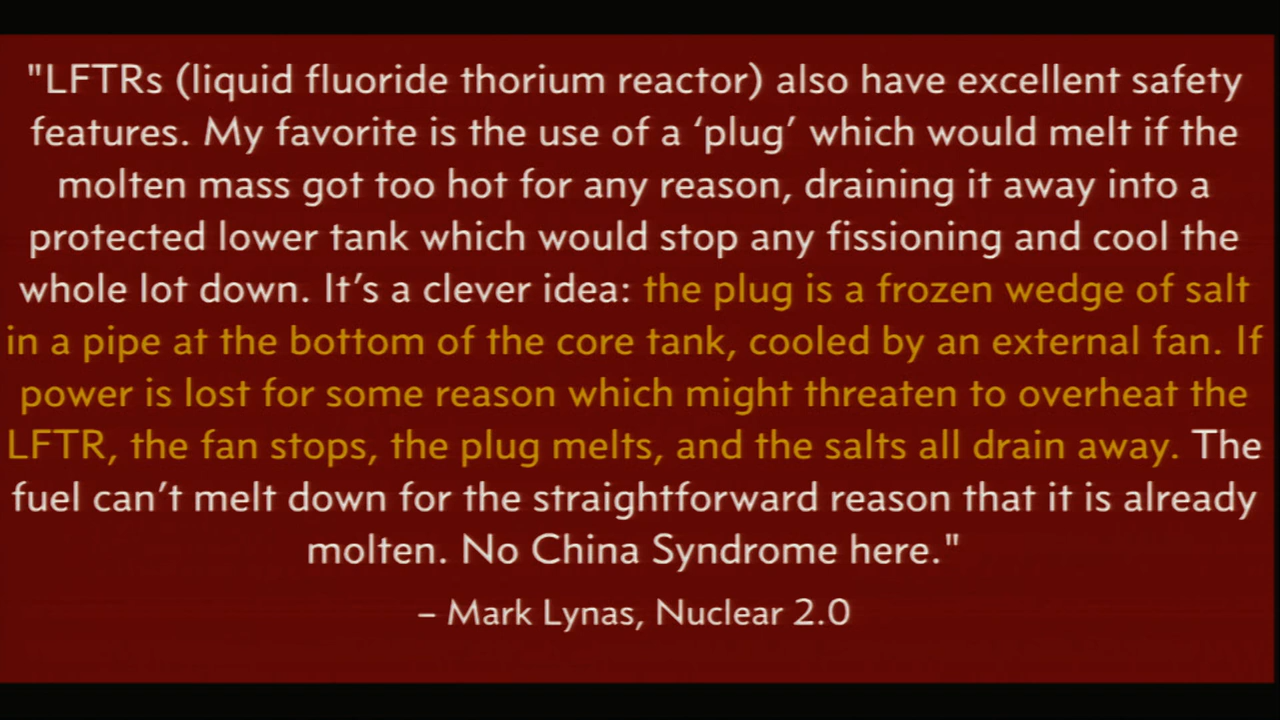 "LFTRs (liquid fluoride thorium reactor) also have excellent safety
features. My favorite is the use of a ‘plug’ which would melt if the
molten mass got too hot for any reason, draining it away into a
protected lower tank which would stop any fissioning and cool the
whole lot down. It’s a clever idea: the plug is a frozen wedge of salt
in a pipe at the bottom of the core tank, cooled by an external fan. If
power is lost for some reason which might threaten to overheat the
LFTR, the fan stops, the plug melts, and the salts all drain away. The
fuel can’t melt down for the straightforward reason that it is already
molten. No China Syndrome here."
– Mark Lynas, Nuclear 2.0